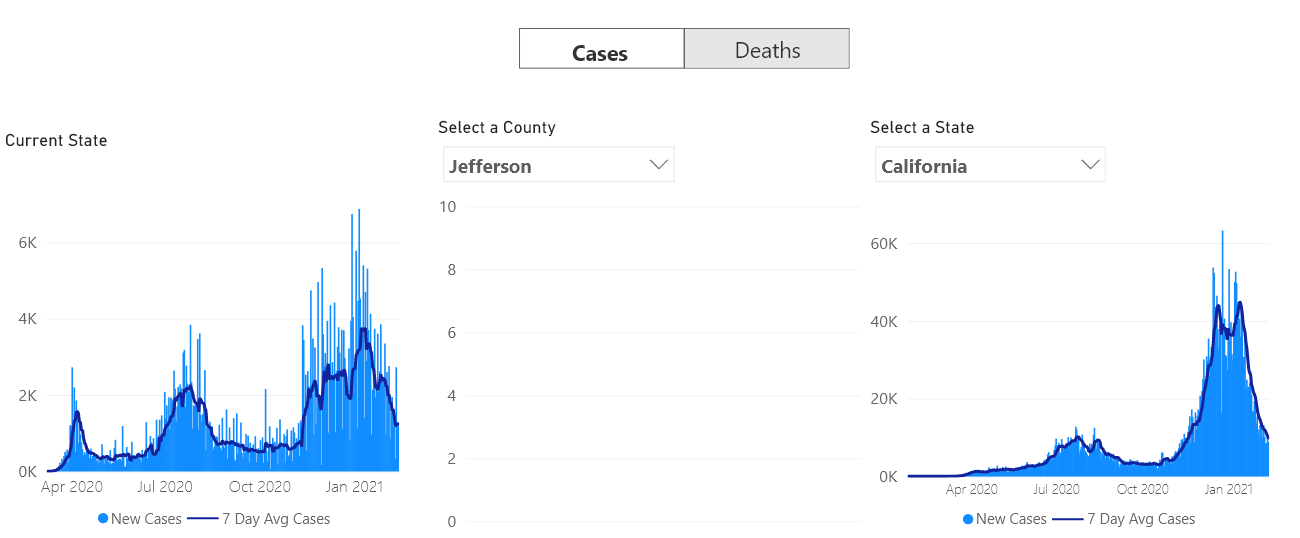 Cases Deaths
Current State
6K
4K
2K
0K
Apr 2020 Jul 2020 Oct 2020 Jan 2021
New Cases 7 Day Avg Cases
Select a County
Jefferson
10
8
6
4
2
0
Select a State
California
60K
40K
20K
0K
Apr 2020 Jul 2020 Oct 2020 Jan 2021
New Cases 7 Day Avg Cases